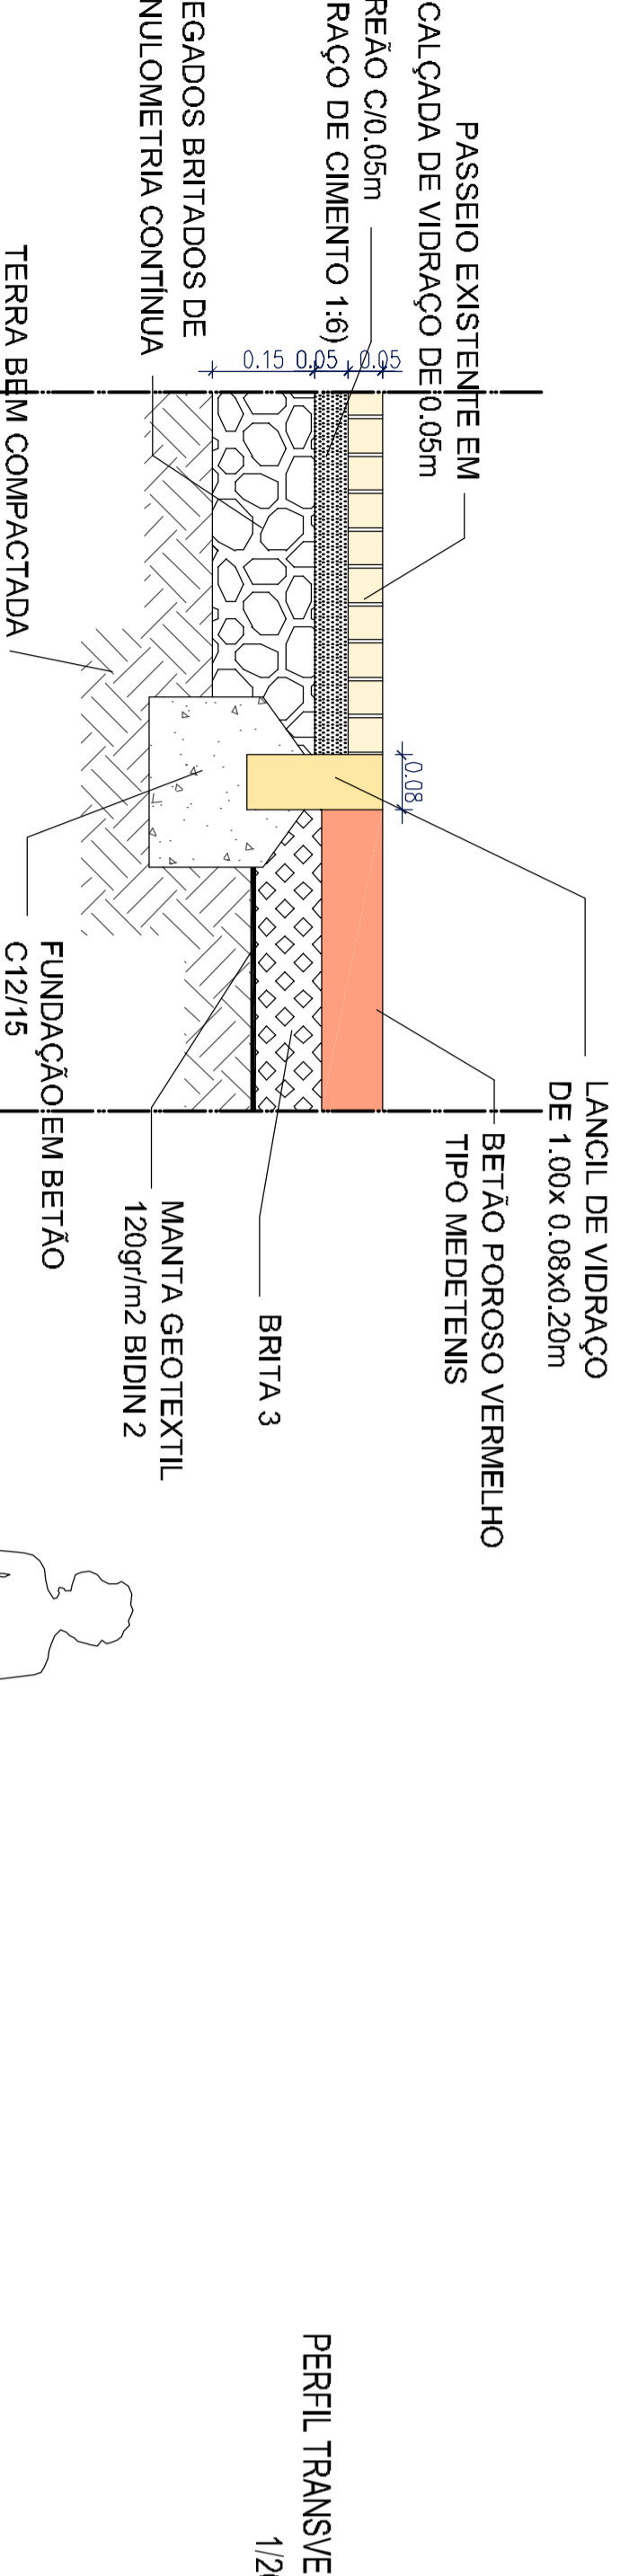 PASSEIO EXISTENTE EM
CALÇADA DE VIDRAÇO DE 0.05m
REÃO C/0.05m
RAÇO DE CIMENTO 1:6)
EGADOS BRITADOS DE
NULOMETRIA CONTÍNUA
TERRA BEM COMPACTADA
0.05
0.05
0.15
0.08
LANCIL DE VIDRAÇO
DE 1.00x 0.08x0.20m
BETÃO POROSO VERMELHO
TIPO MEDETENIS
BRITA 3
MANTA GEOTEXTIL
120gr/m2 BIDIN 2
FUNDAÇÃO EM BETÃO
C12/15
PERFIL TRANSVE
1/2